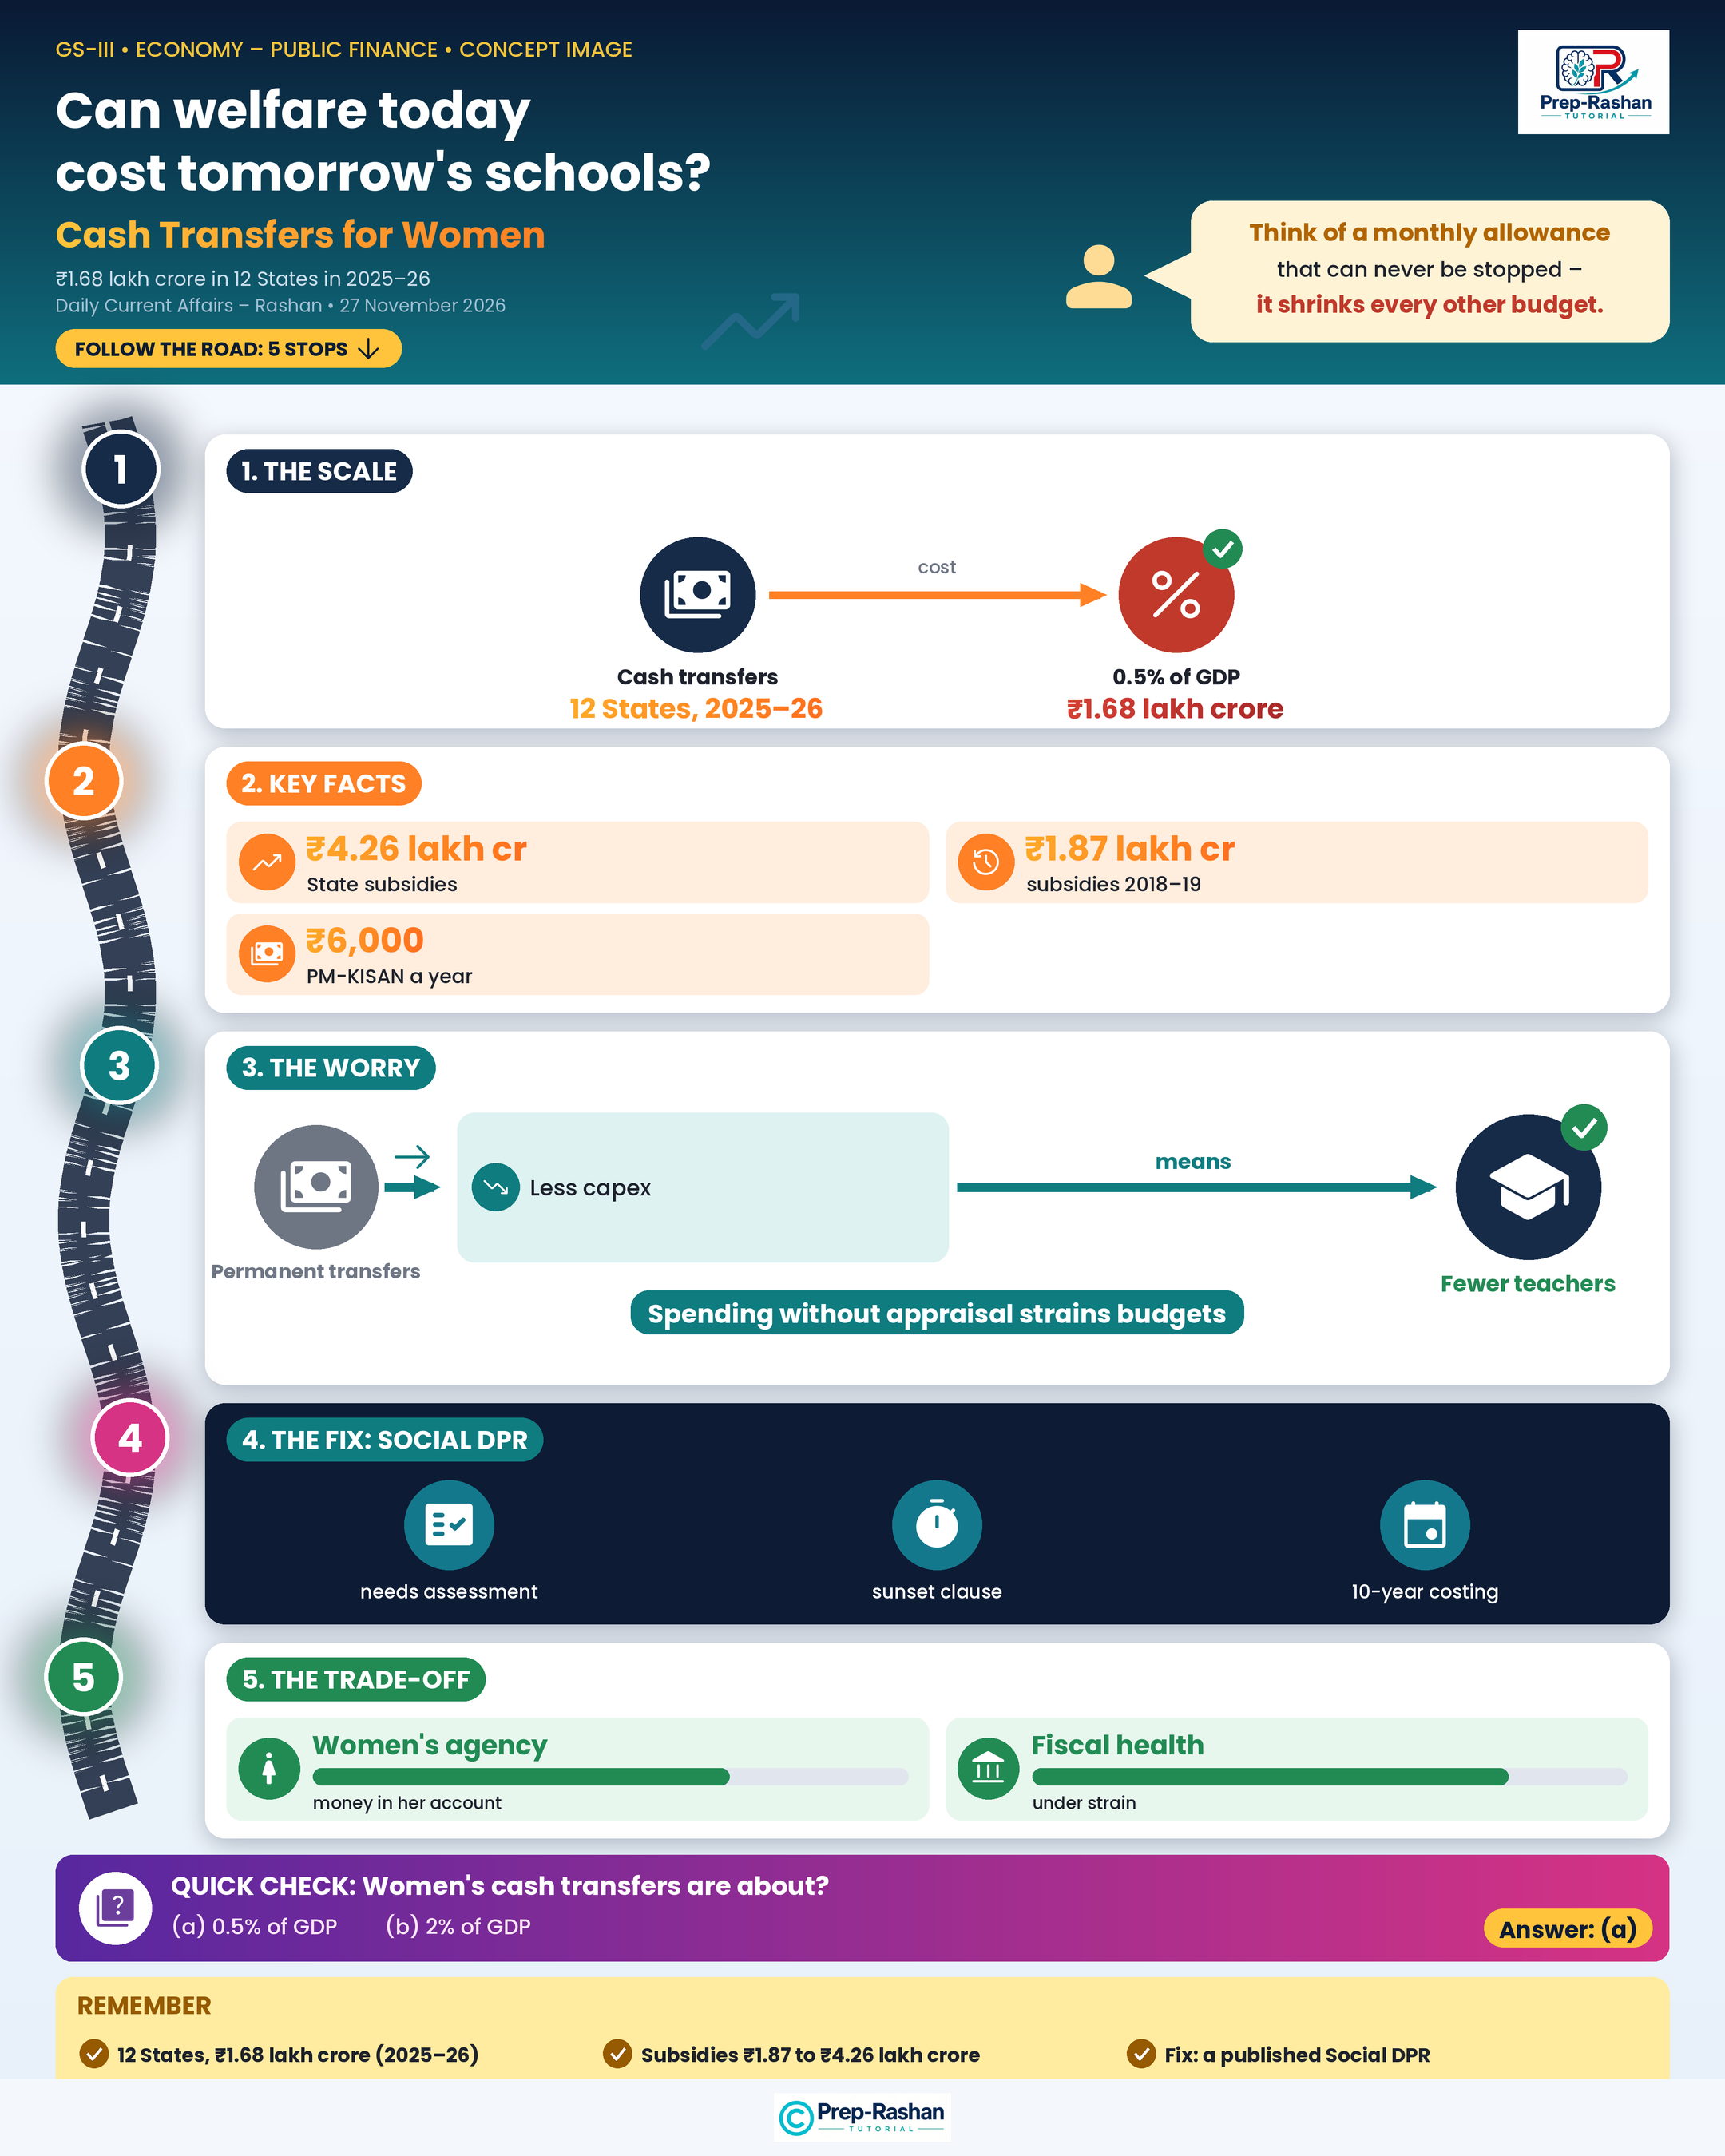 GS-III • ECONOMY – PUBLIC FINANCE • CONCEPT IMAGE
Can welfare today
cost tomorrow's schools?
Cash Transfers for Women
₹1.68 lakh crore in 12 States in 2025–26
Daily Current Affairs – Rashan • 27 November 2026
FOLLOW THE ROAD: 5 STOPS
Prep-Rashan
TUTORIAL
Think of a monthly allowance
that can never be stopped –
it shrinks every other budget.
1
1. THE SCALE
cost
Cash transfers
12 States, 2025–26
0.5% of GDP
₹1.68 lakh crore
2
2. KEY FACTS
₹4.26 lakh cr
State subsidies
₹1.87 lakh cr
subsidies 2018–19
₹6,000
PM-KISAN a year
3
3. THE WORRY
Permanent transfers
Less capex
means
Fewer teachers
Spending without appraisal strains budgets
4
4. THE FIX: SOCIAL DPR
needs assessment
sunset clause
10-year costing
5
5. THE TRADE-OFF
Women's agency
money in her account
Fiscal health
under strain
QUICK CHECK: Women's cash transfers are about?
(a) 0.5% of GDP (b) 2% of GDP
Answer: (a)
REMEMBER
12 States, ₹1.68 lakh crore (2025–26)
Subsidies ₹1.87 to ₹4.26 lakh crore
Fix: a published Social DPR
© Prep-Rashan
TUTORIAL